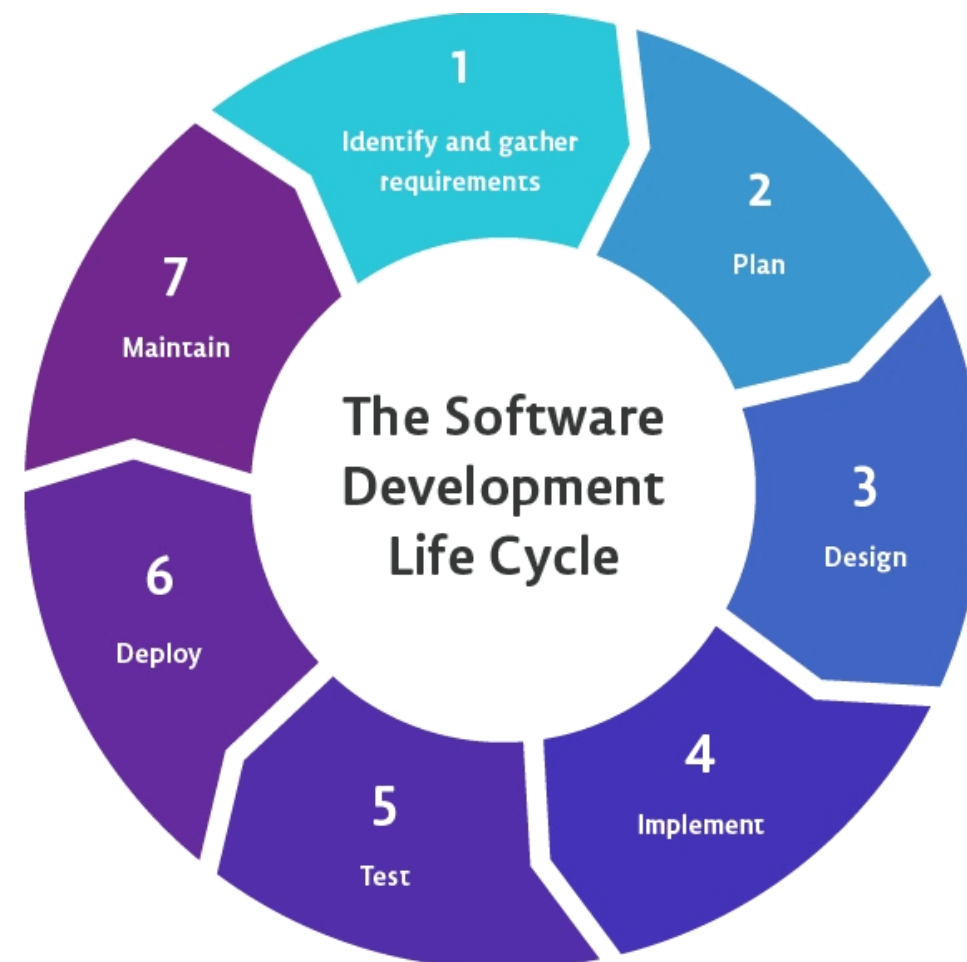 1
Identify and gather
requirements
2
Plan
3
Design
4
Implement
5
Test
6
Deploy
7
Maintain
The Software
Development
Life Cycle